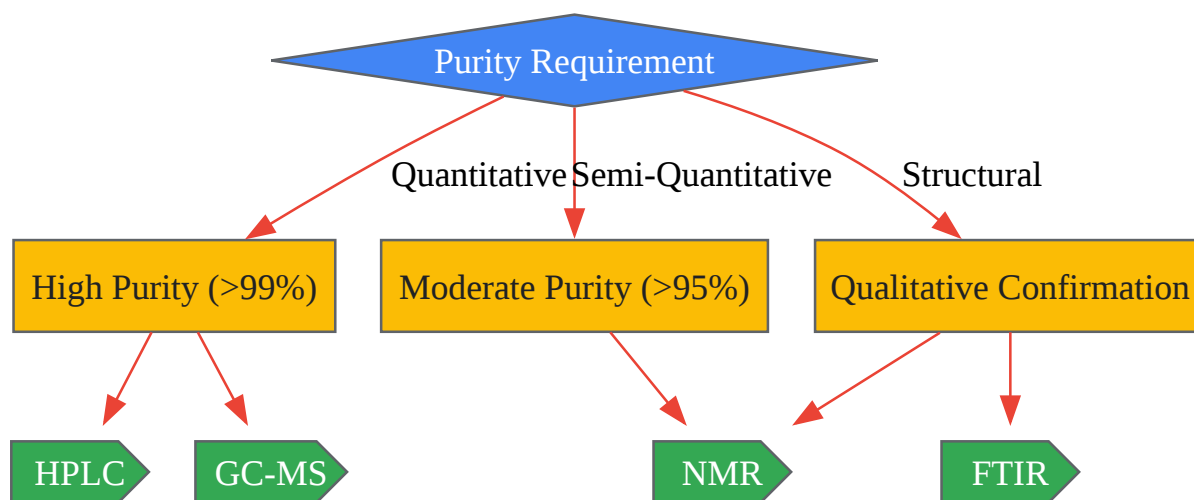 Purity Requirement
Quantitative
Semi-Quantitative
Structural
High Purity (>99%)
Moderate Purity (>95%)
Qualitative Confirmation
HPLC
GC-MS
NMR
FTIR